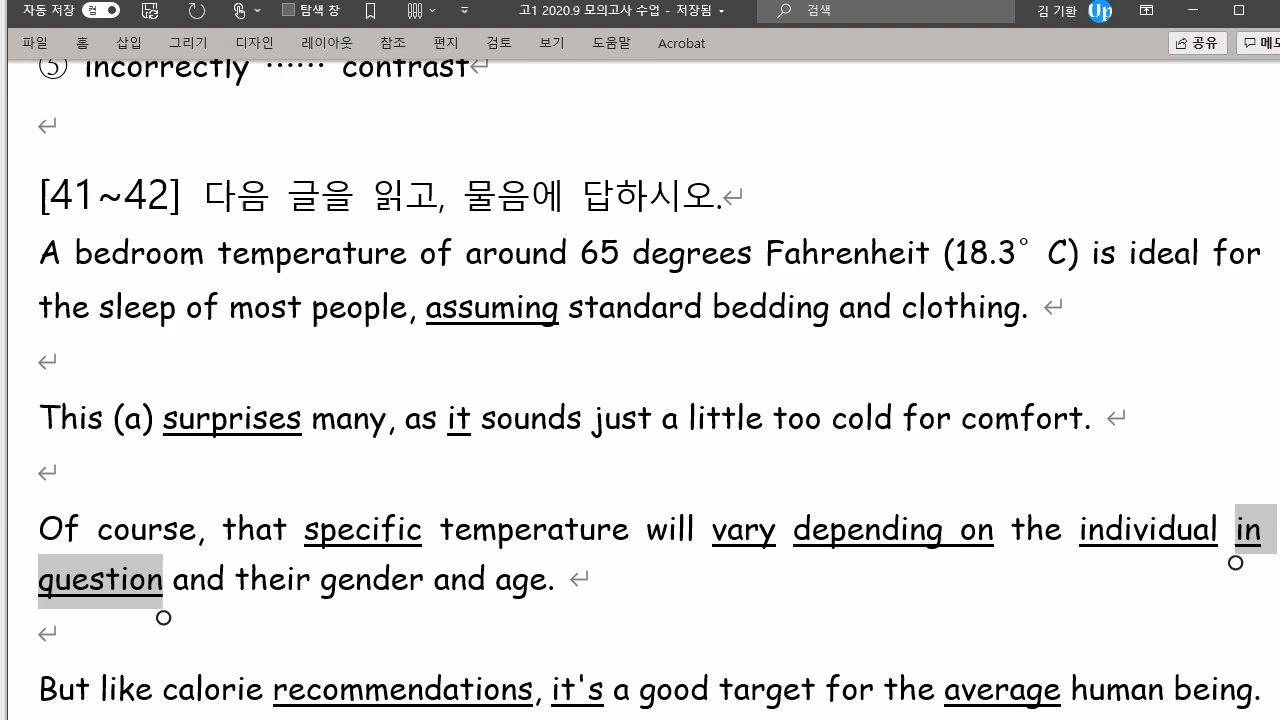 자동 저장 컴 탐색 창 고1 2020.9 모의고사 수업 - 저장됨 검색 김 기환 Up
파일 홈 삽입 그리기 디자인 레이아웃 참조 편지 검토 보기 도움말 Acrobat 공유 메모
⑤ incorrectly …… contrast
[41~42] 다음 글을 읽고, 물음에 답하시오.
A bedroom temperature of around 65 degrees Fahrenheit (18.3° C) is ideal for
the sleep of most people, assuming standard bedding and clothing.
This (a) surprises many, as it sounds just a little too cold for comfort.
Of course, that specific temperature will vary depending on the individual in
question and their gender and age.
But like calorie recommendations, it's a good target for the average human being.